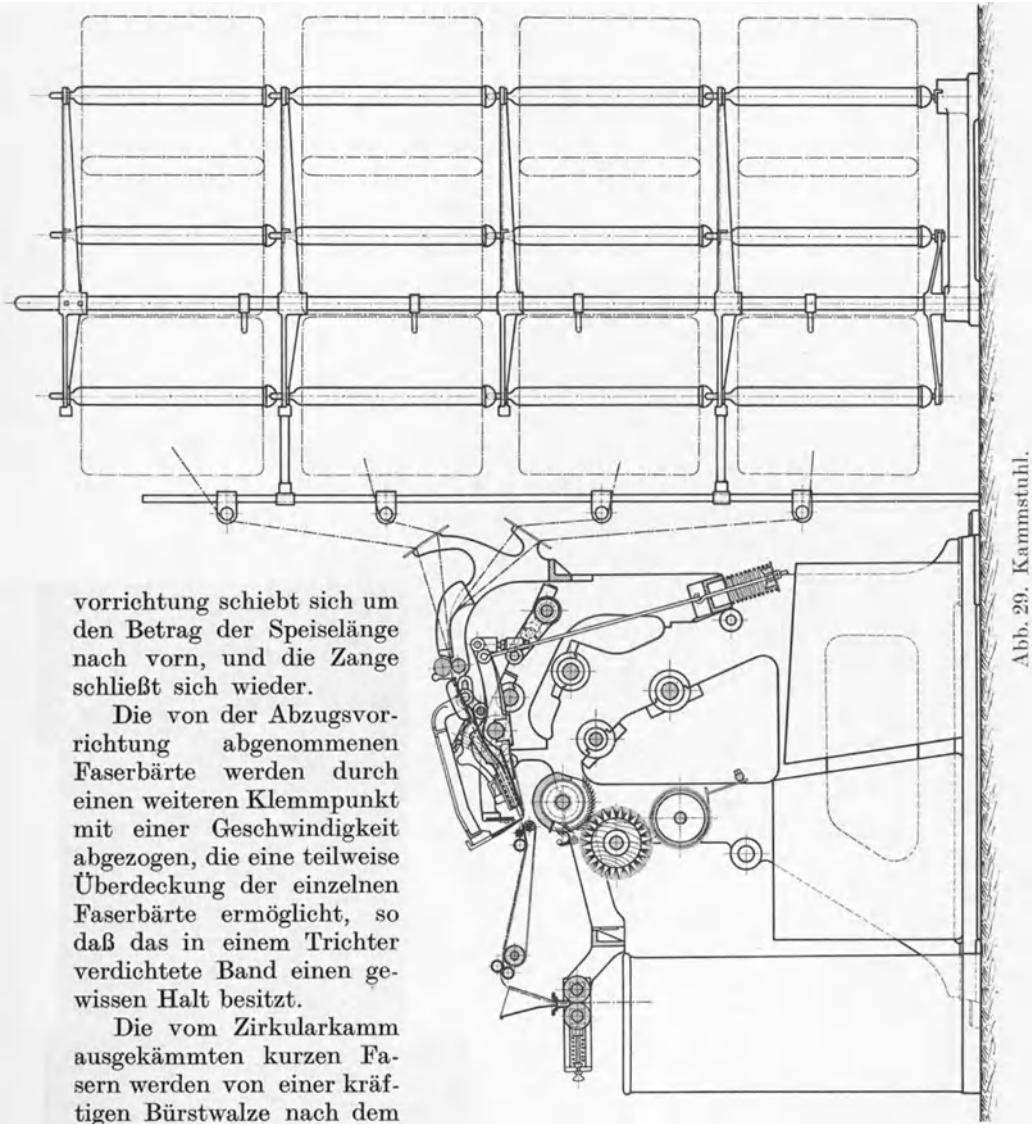 vorrichtung schiebt sich um
den Betrag der Speiselänge
nach vorn, und die Zange
schließt sich wieder.
Die von der Abzugsvor-
richtung abgenommenen
Faserbärte werden durch
einen weiteren Klemmpunkt
mit einer Geschwindigkeit
abgezogen, die eine teilweise
Überdeckung der einzelnen
Faserbärte ermöglicht, so
daß das in einem Trichter
verdichtete Band einen ge-
wissen Halt besitzt.
Die vom Zirkularkamm
ausgekämmten kurzen Fa-
sern werden von einer kräf-
tigen Bürstwalze nach dem
Abb. 29. Kammstuhl.